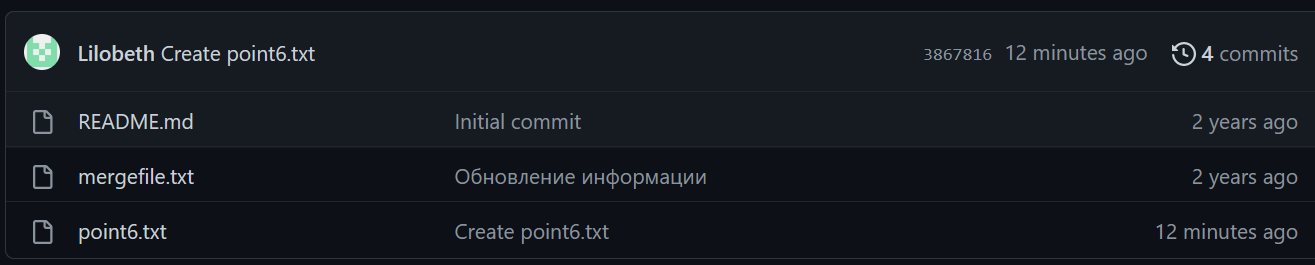 Lilobeth Create point6.txt 3867816 12 minutes ago 4 commits
README.md Initial commit 2 years ago
mergefile.txt Обновление информации 2 years ago
point6.txt Create point6.txt 12 minutes ago